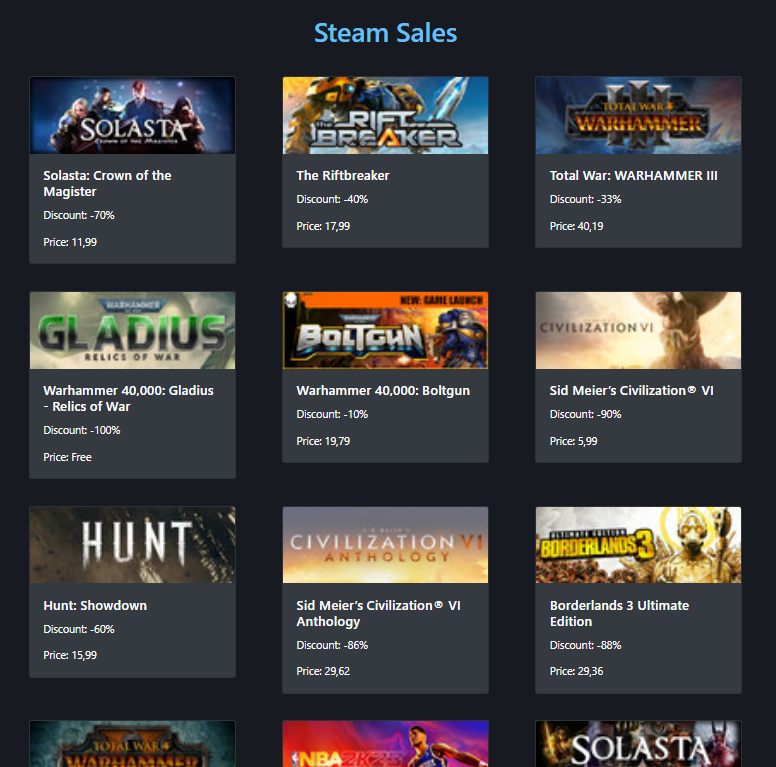 Steam Sales
SOLASTA
CROWN OF THE MAGISTER
Solasta: Crown of the
Magister
Discount: -70%
Price: 11,99
the RIFT
BREAKER
The Riftbreaker
Discount: -40%
Price: 17,99
III
TOTAL WAR
WARHAMMER
Total War: WARHAMMER III
Discount: -33%
Price: 40,19
WARHAMMER
GLADIUS
RELICS OF WAR
Warhammer 40,000: Gladius
- Relics of War
Discount: -100%
Price: Free
NEW: GAME LAUNCH
BOLTGUN
Warhammer 40,000: Boltgun
Discount: -10%
Price: 19,79
CIVILIZATION VI
Sid Meier's Civilization® VI
Discount: -90%
Price: 5,99
HUNT
Hunt: Showdown
Discount: -60%
Price: 15,99
SID MEIER'S
CIVILIZATION VI
ANTHOLOGY
Sid Meier's Civilization® VI
Anthology
Discount: -86%
Price: 29,62
ULTIMATE EDITION
BORDERLANDS 3
Borderlands 3 Ultimate
Edition
Discount: -88%
Price: 29,36
TOTAL WAR
WARHAMMER
NBA 2K23
SOLASTA